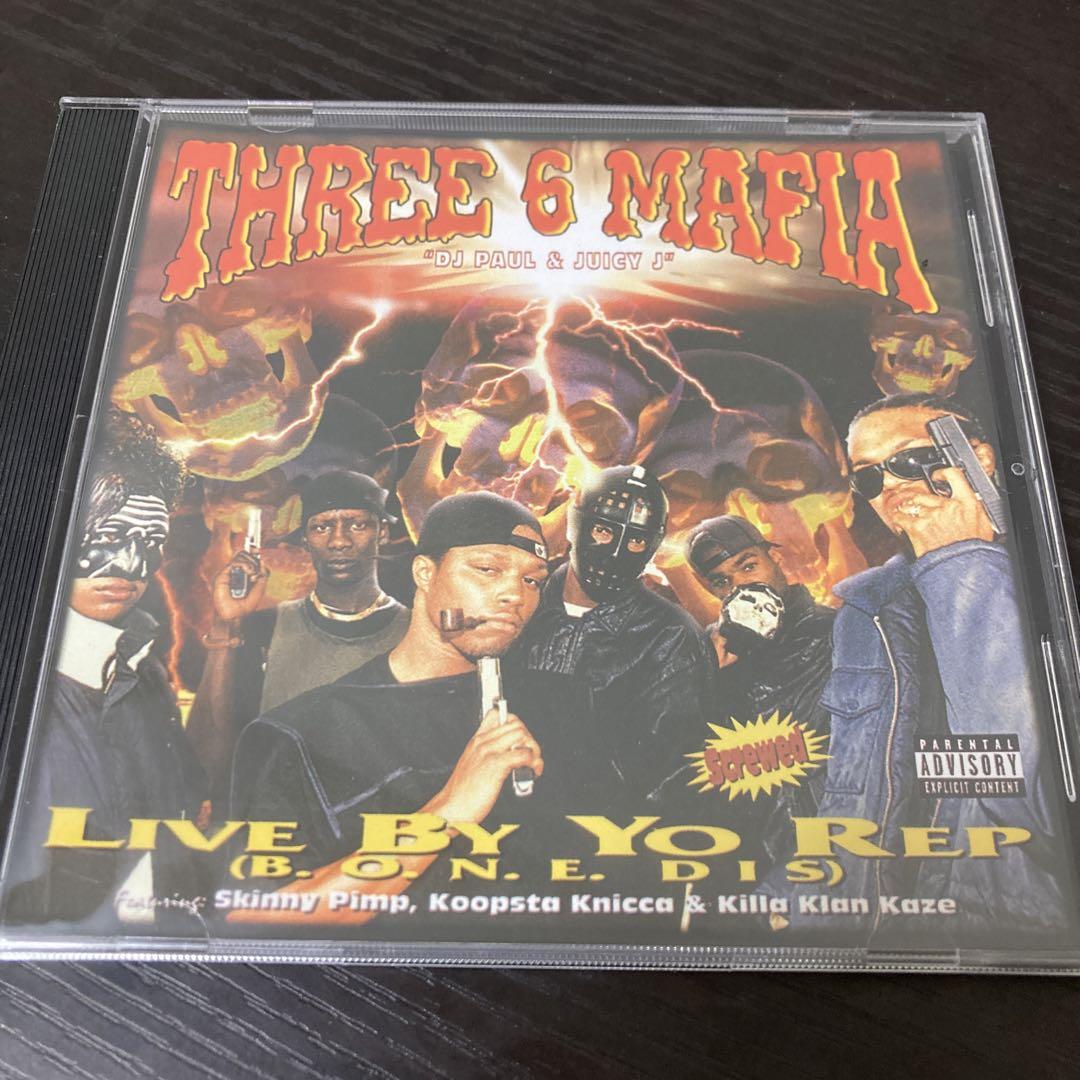 THREE 6 MAFIA
"DJ PAUL & JUICY J"
Screwed
PARENTAL
ADVISORY
EXPLICIT CONTENT
LIVE BY YO REP
(B. O. N. E. DIS)
Featuring: Skinny Pimp, Koopsta Knicca & Killa Klan Kaze